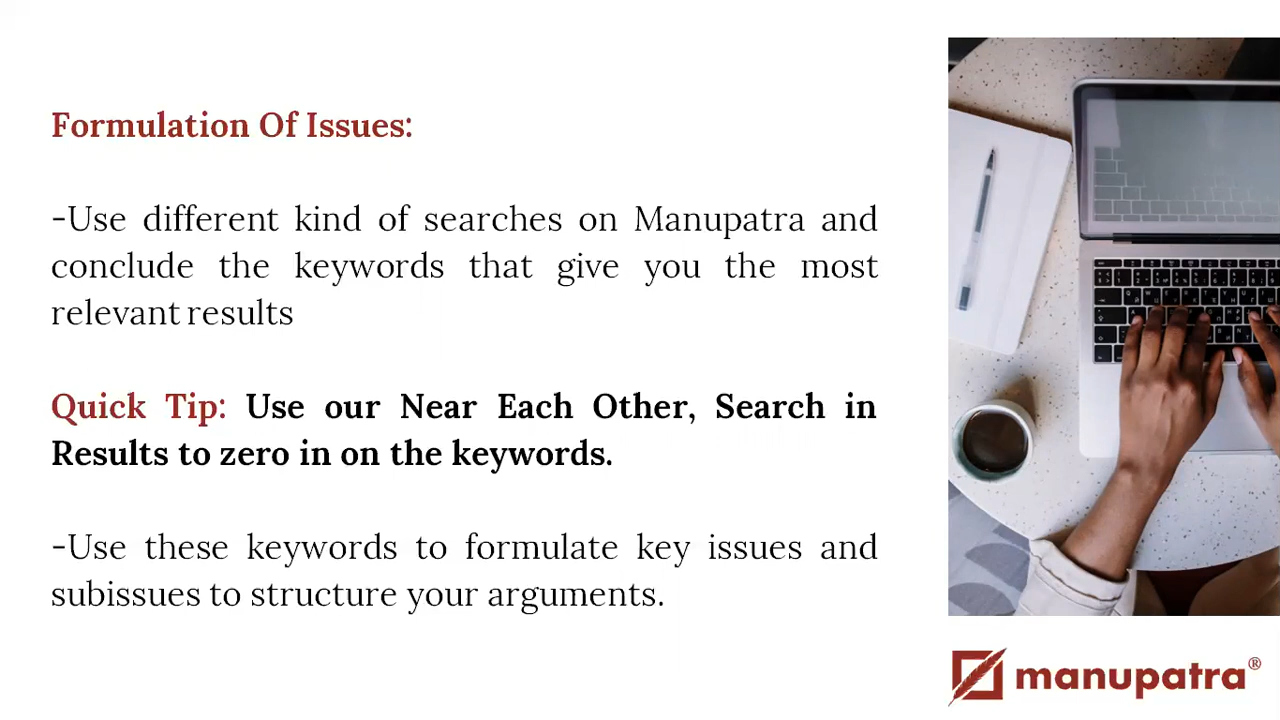 Formulation Of Issues:
-Use different kind of searches on Manupatra and
conclude the keywords that give you the most
relevant results
Quick Tip: Use our Near Each Other, Search in
Results to zero in on the keywords.
-Use these keywords to formulate key issues and
subissues to structure your arguments.
manupatra®